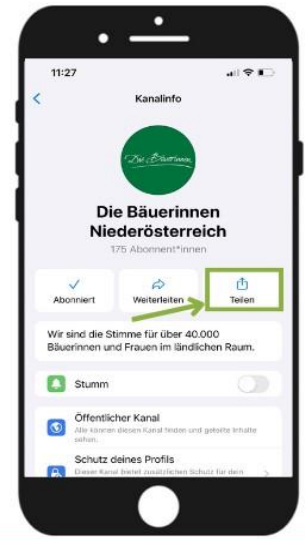 11:27
Kanalinfo
Die Bäuerinnen
Die Bäuerinnen
Niederösterreich
175 Abonnent*innen
Abonniert
Weiterleiten
Teilen
Wir sind die Stimme für über 40.000
Bäuerinnen und Frauen im ländlichen Raum.
Stumm
Öffentlicher Kanal
Alle können diesen Kanal finden und geteilte Inhalte
sehen.
Schutz deines Profils
Dieser Kanal bietet zusätzlichen Schutz für dein